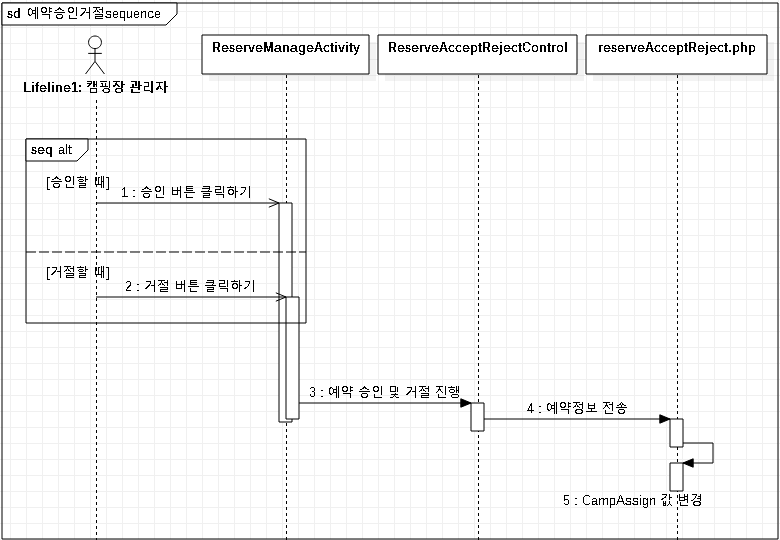 sd 예약승인거절sequence
ReserveManageActivity
ReserveAcceptRejectControl
reserveAcceptReject.php
Lifeline1: 캠핑장 관리자
seq alt
[승인할 때]
1 : 승인 버튼 클릭하기
[거절할 때]
2 : 거절 버튼 클릭하기
3 : 예약 승인 및 거절 진행
4 : 예약정보 전송
5 : CampAssign 값 변경